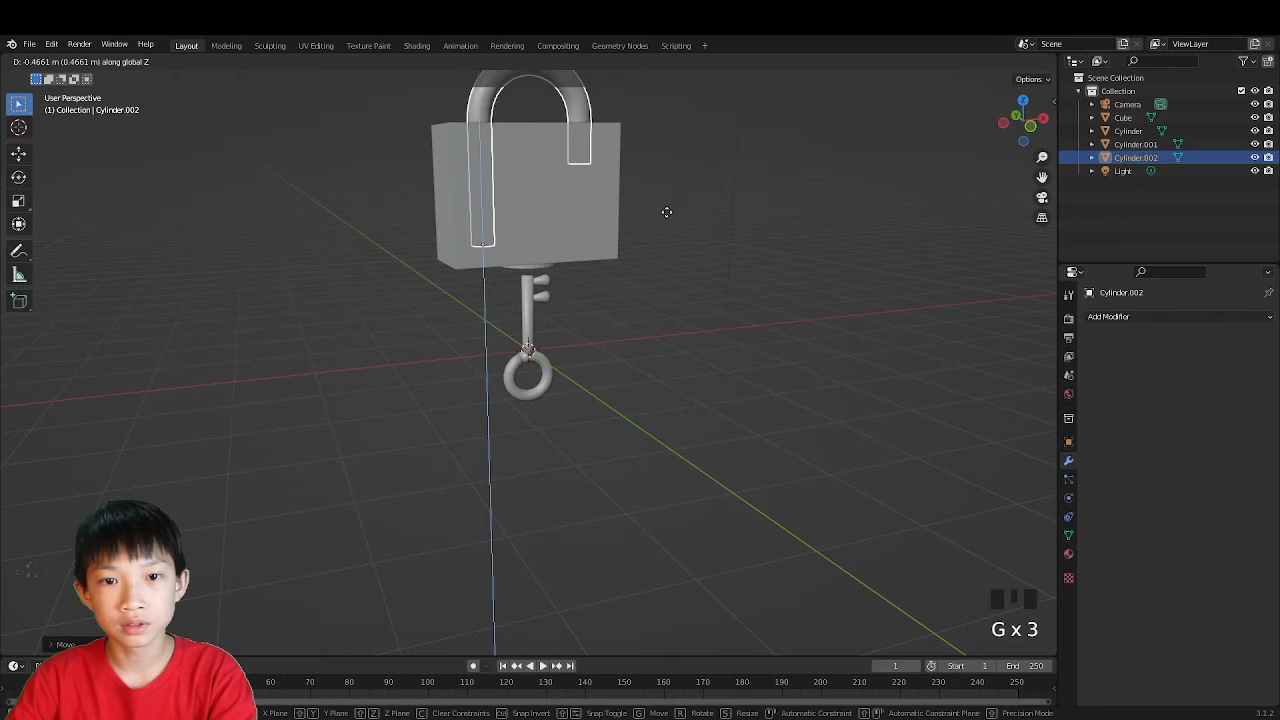 File Edit Render Window Help Layout Modeling Sculpting UV Editing Texture Paint Shading Animation Rendering Compositing Geometry Nodes Scripting + Scene ViewLayer
D: -0.4661 m (0.4661 m) along global Z
Options
User Perspective
(1) Collection | Cylinder.002
Scene Collection
Collection
Camera
Cube
Cylinder
Cylinder.001
Cylinder.002
Light
Z
Y
X
Cylinder.002
Add Modifier
G x 3
Move
1 Start 1 End 250
60 70 80 90 100 110 120 130 140 150 160 170 180 190 200 210 220 230 240 250
X Plane Y Plane Z Plane Clear Constraints Snap Invert Snap Toggle Move Rotate Resize Automatic Constraint Automatic Constraint Plane Precision Mode 3.1.2